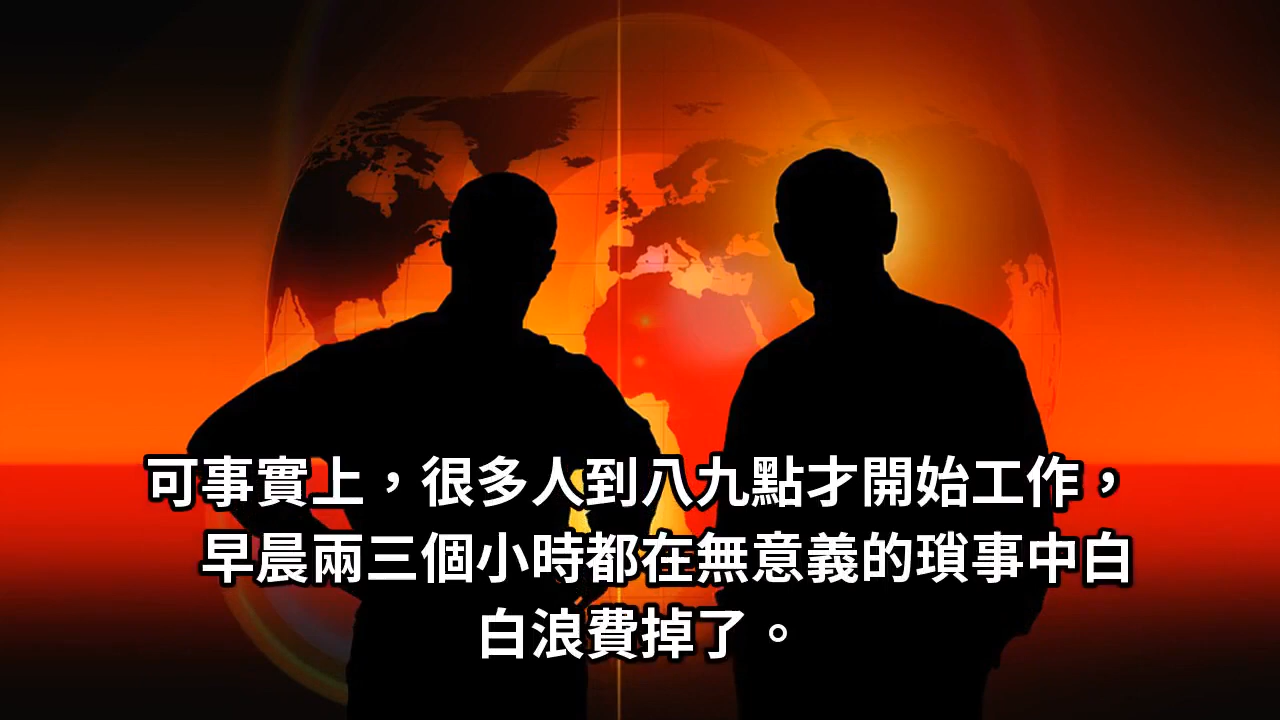 可事實上，很多人到八九點才開始工作，
早晨兩三個小時都在無意義的瑣事中白
白浪費掉了。